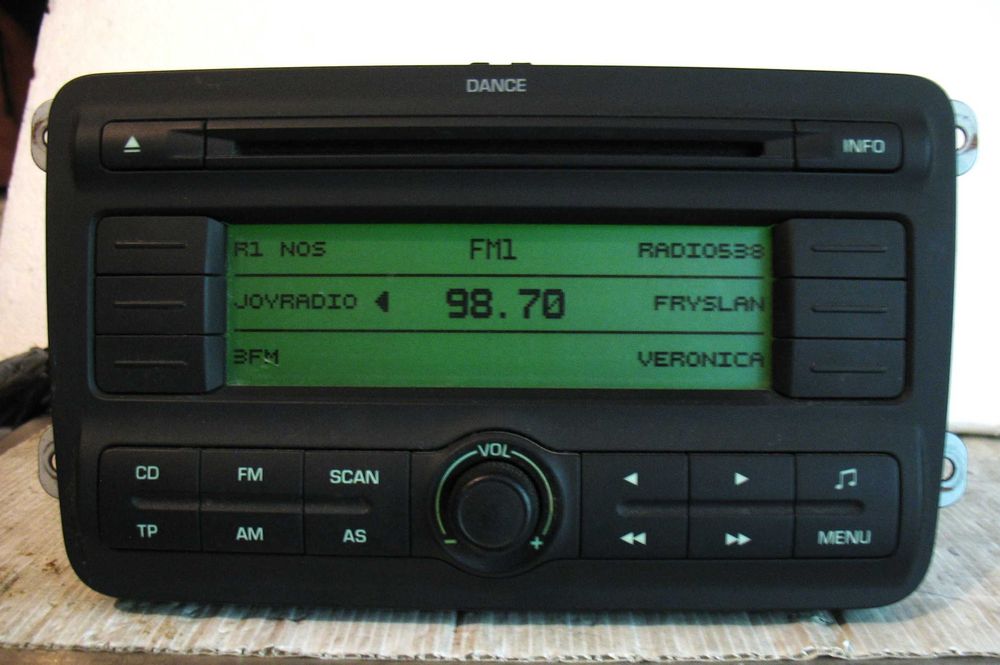 DANCE
INFO
R1 NOS FM1 RADIO538
JOYRADIO 98.70 FRYSLAN
3FM VERONICA
VOL
CD FM SCAN
TP AM AS
- +
MENU